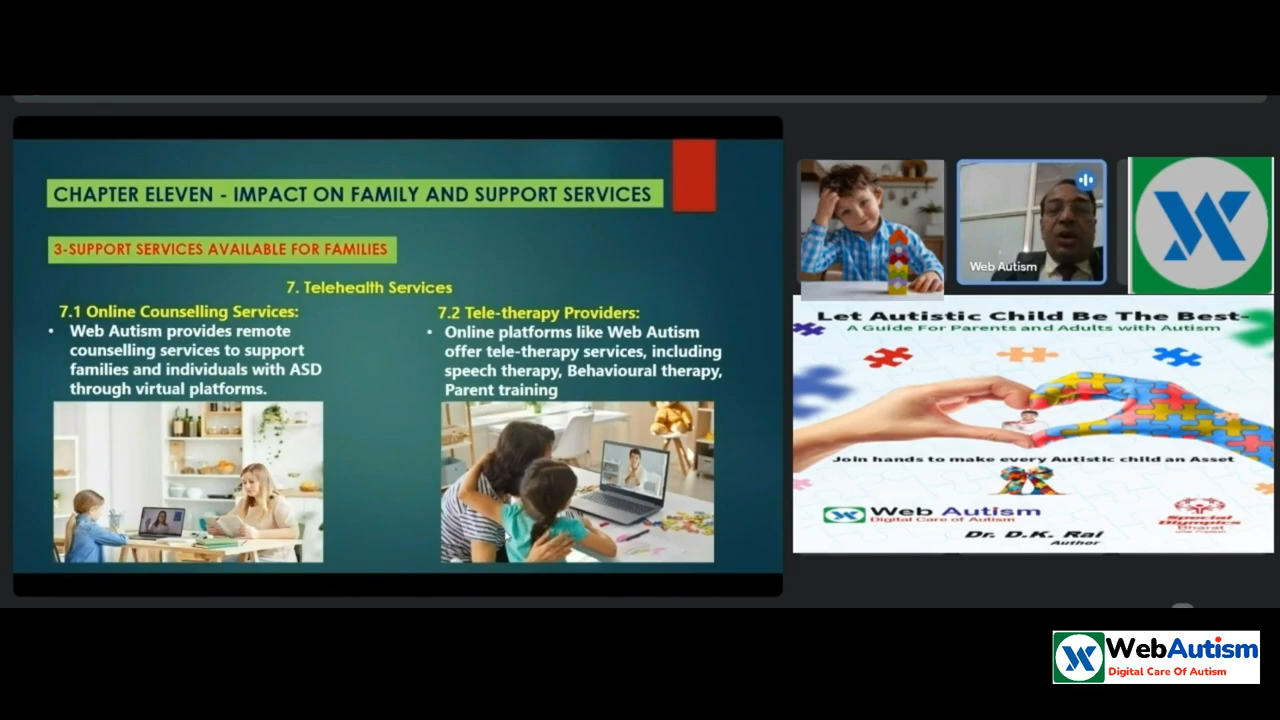 CHAPTER ELEVEN - IMPACT ON FAMILY AND SUPPORT SERVICES
3-SUPPORT SERVICES AVAILABLE FOR FAMILIES
7. Telehealth Services
7.1 Online Counselling Services:
• Web Autism provides remote
counselling services to support
families and individuals with ASD
through virtual platforms.
7.2 Tele-therapy Providers:
• Online platforms like Web Autism
offer tele-therapy services, including
speech therapy, Behavioural therapy,
Parent training
Web Autism
Let Autistic Child Be The Best-
A Guide For Parents and Adults with Autism
Join hands to make every Autistic child an Asset
Web Autism
Digital Care of Autism
Special
Olympics
Bharat
Dr. D.K. Rai
Author
WebAutism
Digital Care Of Autism